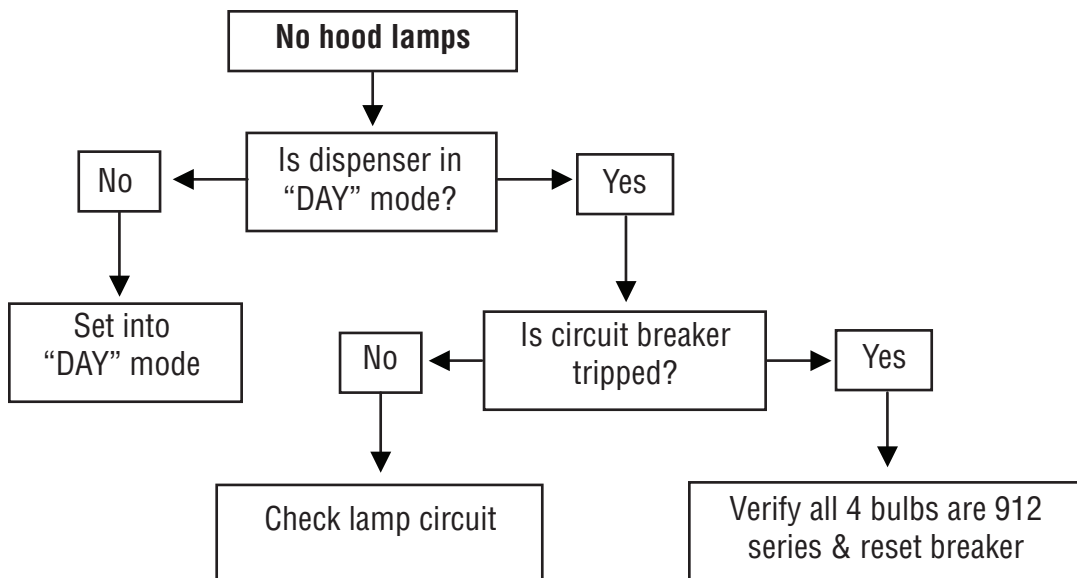 No hood lamps
Is dispenser in
“DAY” mode?
No
Yes
Set into
“DAY” mode
Is circuit breaker
tripped?
No
Yes
Check lamp circuit
Verify all 4 bulbs are 912
series & reset breaker